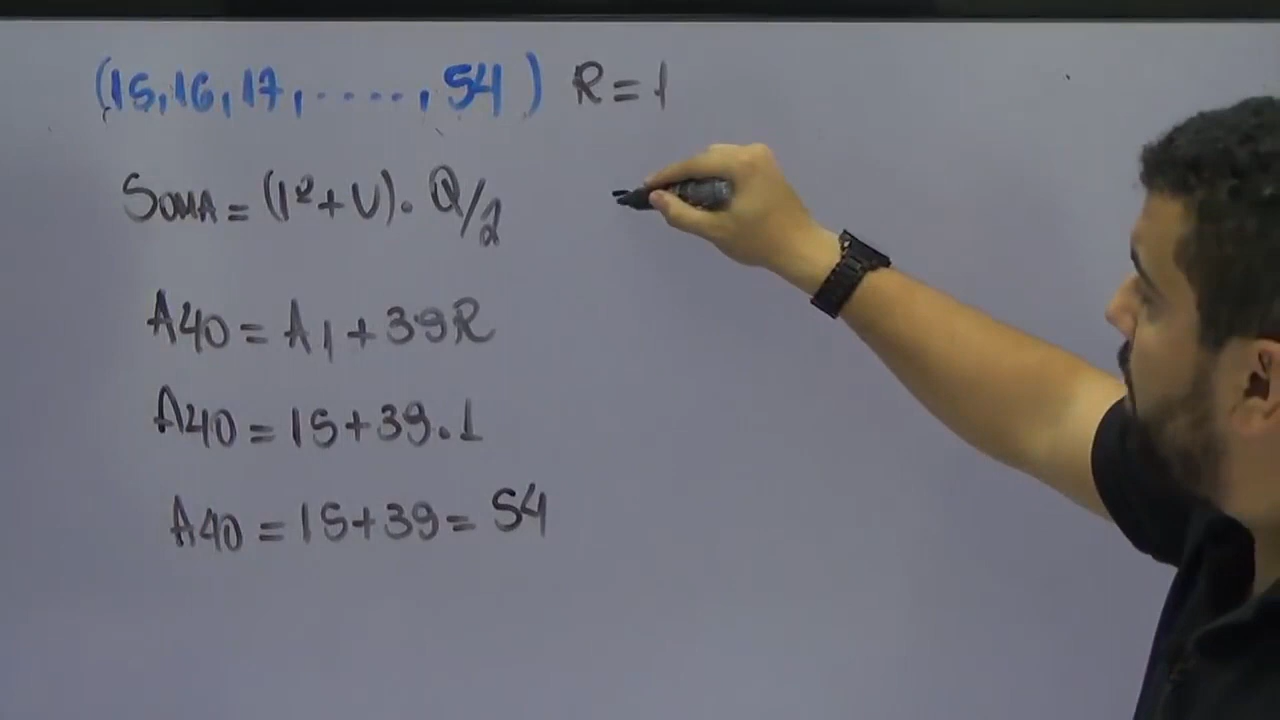 (15, 16, 17, ....., 54) R = 1
SOMA = (1º + U) . Q/2
A40 = A1 + 39R
A40 = 15 + 39 . 1
A40 = 15 + 39 = 54